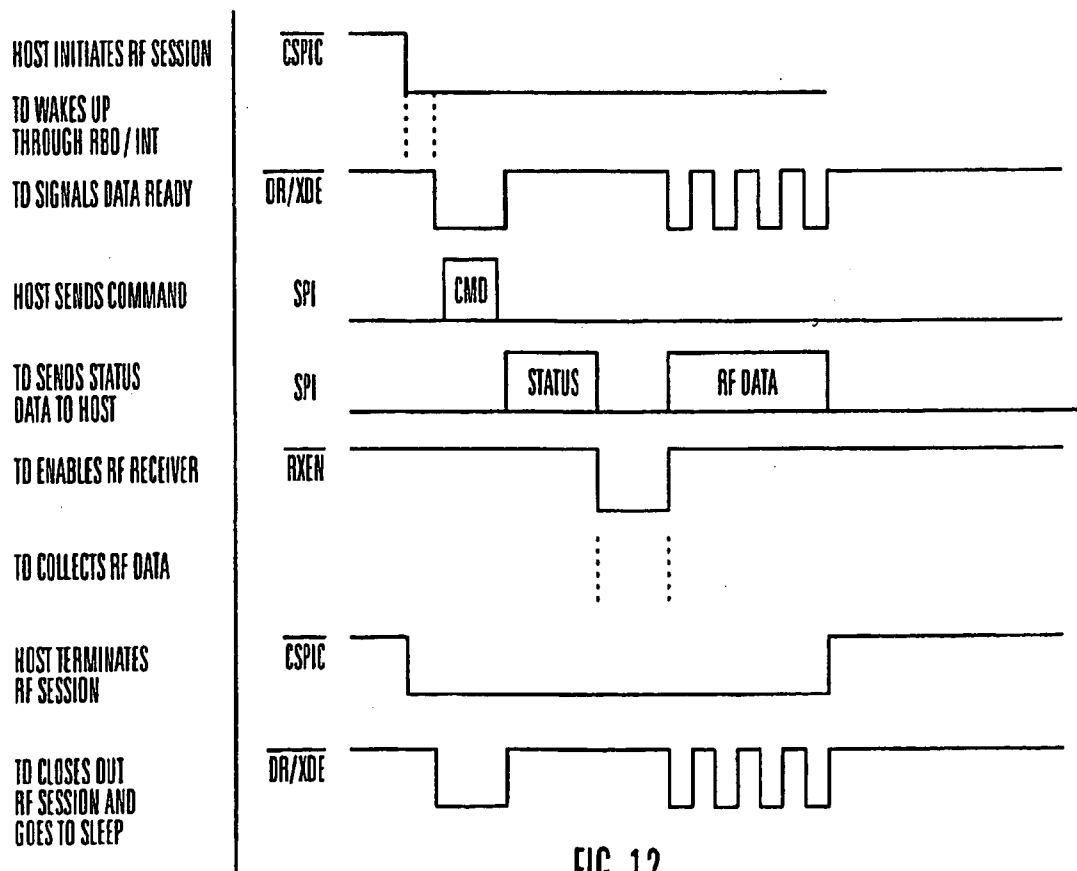 HOST INITIATES RF SESSION
CSPIC
TD WAKES UP
THROUGH RBO / INT
TD SIGNALS DATA READY
DR/XDE
HOST SENDS COMMAND
SPI
CMD
TD SENDS STATUS
DATA TO HOST
SPI
STATUS
RF DATA
TD ENABLES RF RECEIVER
RXEN
TD COLLECTS RF DATA
HOST TERMINATES
RF SESSION
CSPIC
TD CLOSES OUT
RF SESSION AND
GOES TO SLEEP
DR/XDE
FIG. 12